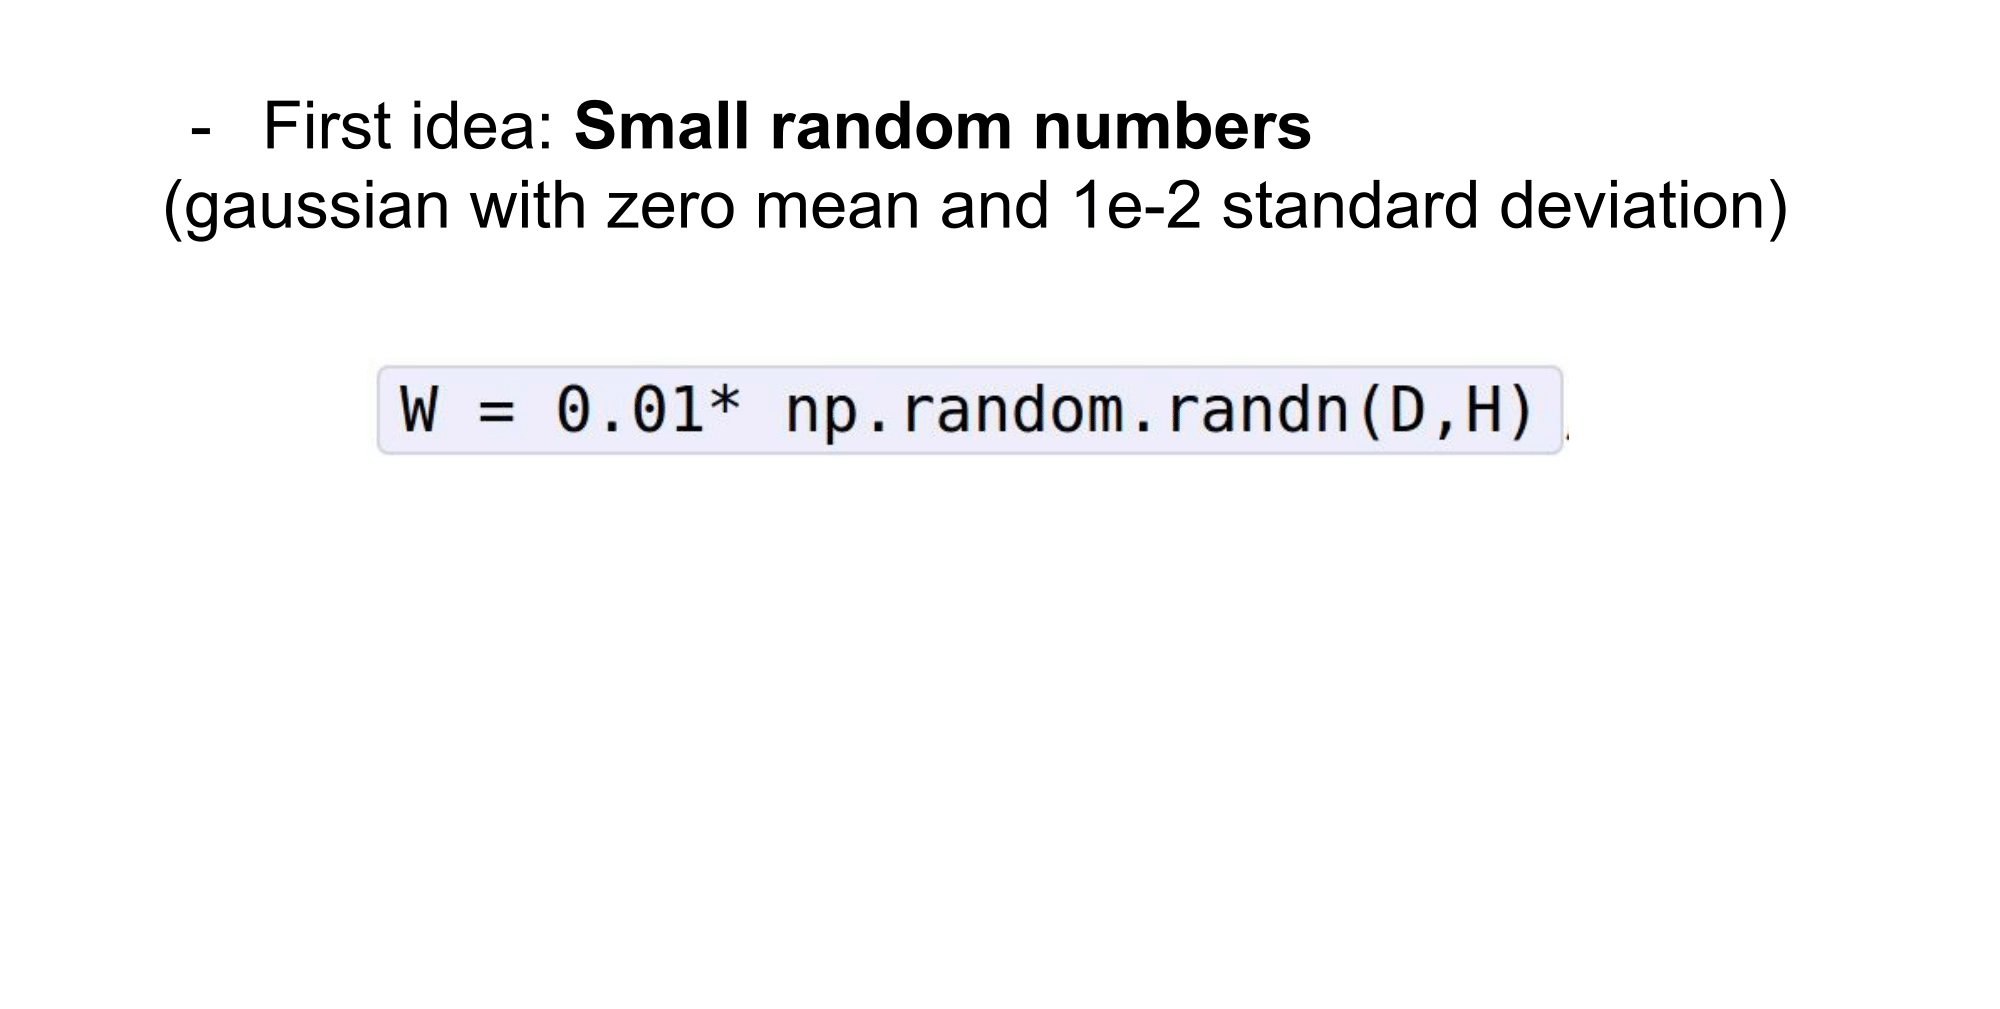 - First idea: Small random numbers
(gaussian with zero mean and 1e-2 standard deviation)
W = 0.01* np.random.randn(D,H)